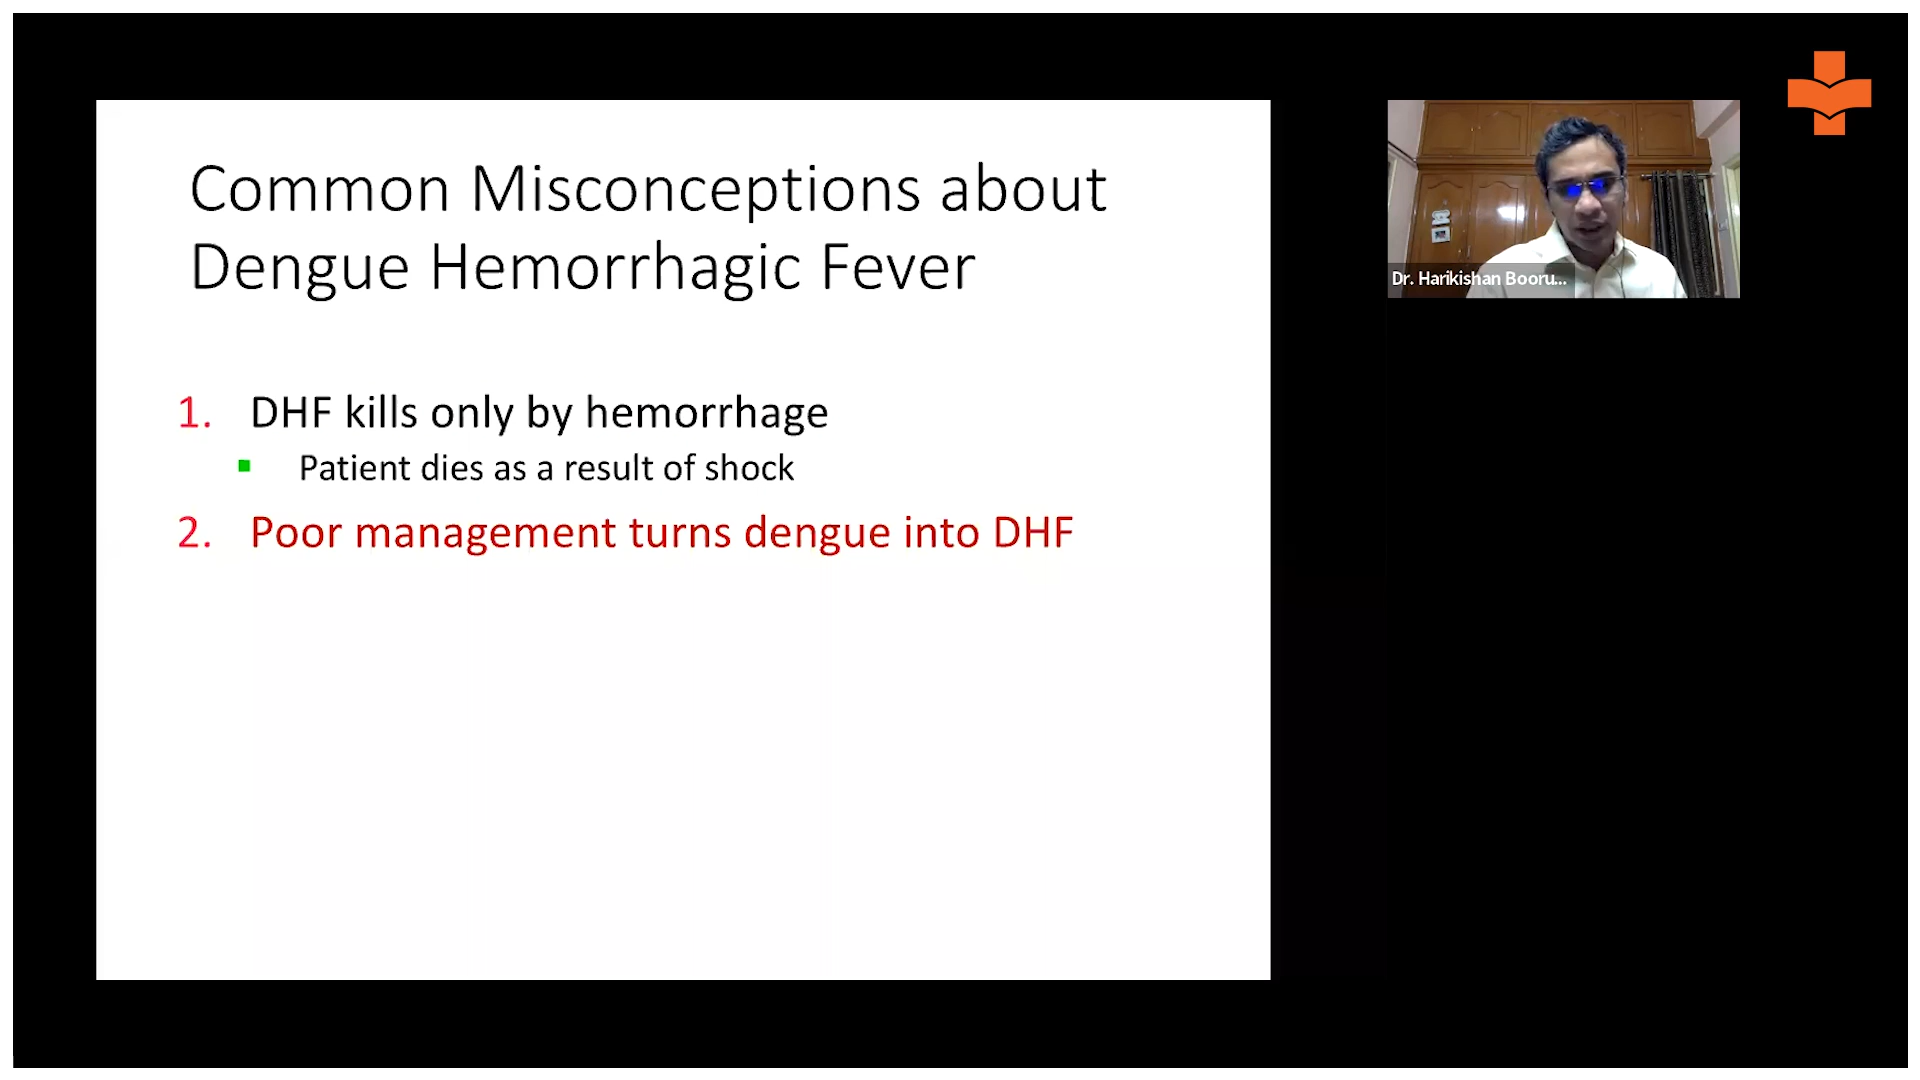 Common Misconceptions about
Dengue Hemorrhagic Fever
1. DHF kills only by hemorrhage
▪ Patient dies as a result of shock
2. Poor management turns dengue into DHF
Dr. Harikishan Booru...